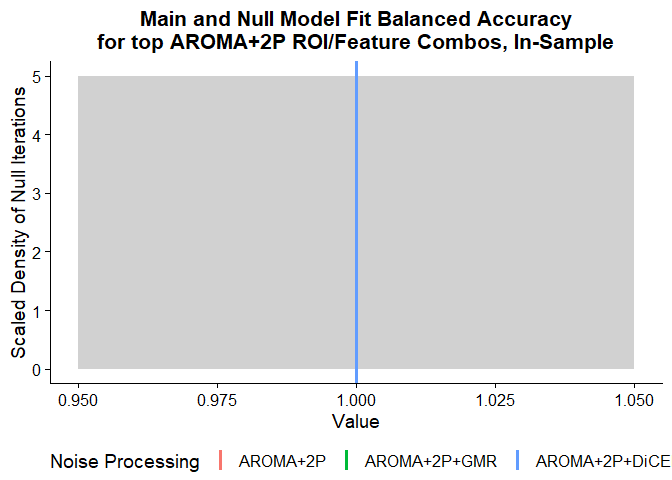 Main and Null Model Fit Balanced Accuracy
for top AROMA+2P ROI/Feature Combos, In-Sample
Scaled Density of Null Iterations
5
4
3
2
1
0
0.950 0.975 1.000 1.025 1.050
Value
Noise Processing AROMA+2P AROMA+2P+GMR AROMA+2P+DiCE